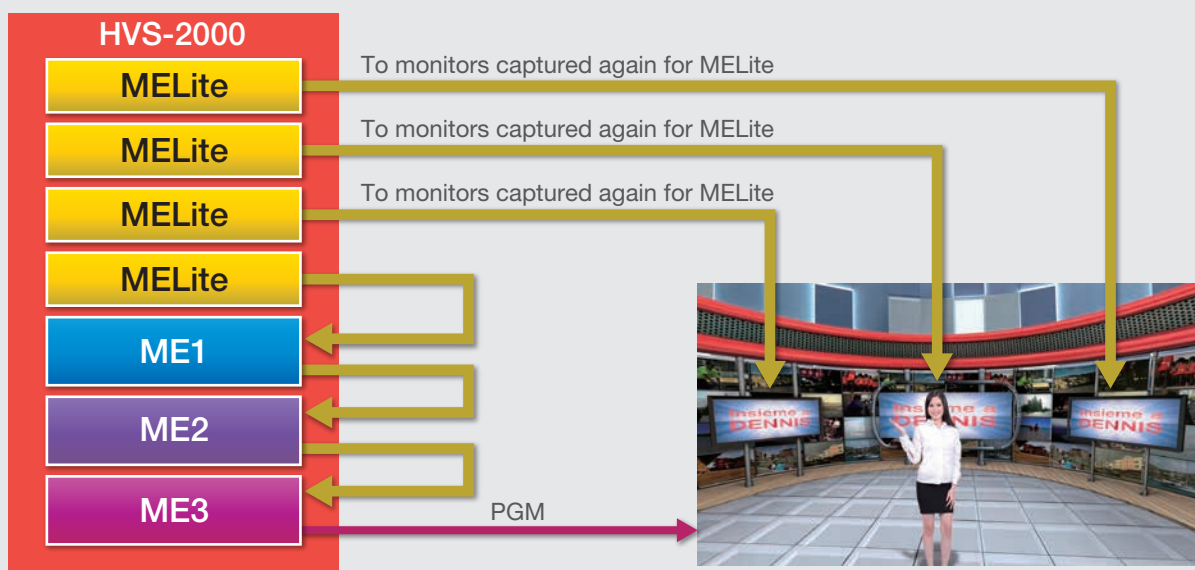 HVS-2000
MELite
To monitors captured again for MELite
MELite
To monitors captured again for MELite
MELite
To monitors captured again for MELite
MELite
ME1
ME2
ME3
PGM
Insieme a
DENNIS
Insieme a
DENNIS
Insieme a
DENNIS